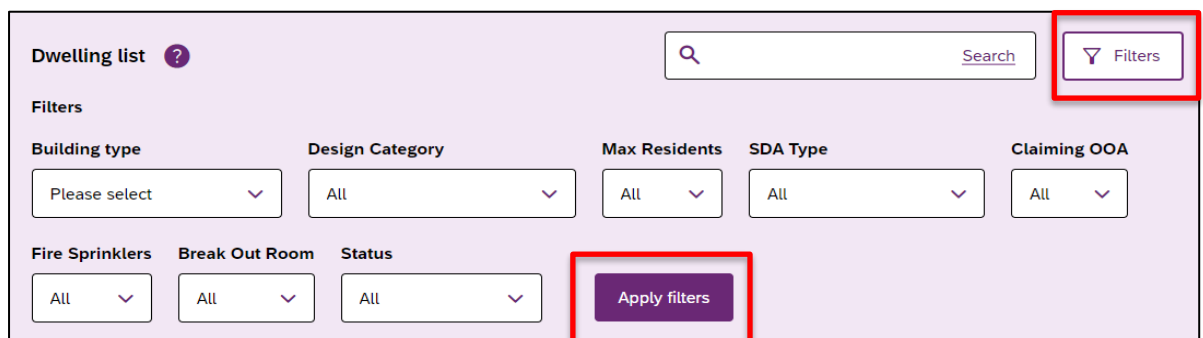 Dwelling list ? Search Filters
Filters
Building type Design Category Max Residents SDA Type Claiming OOA
Please select All All All All
Fire Sprinklers Break Out Room Status
All All All Apply filters